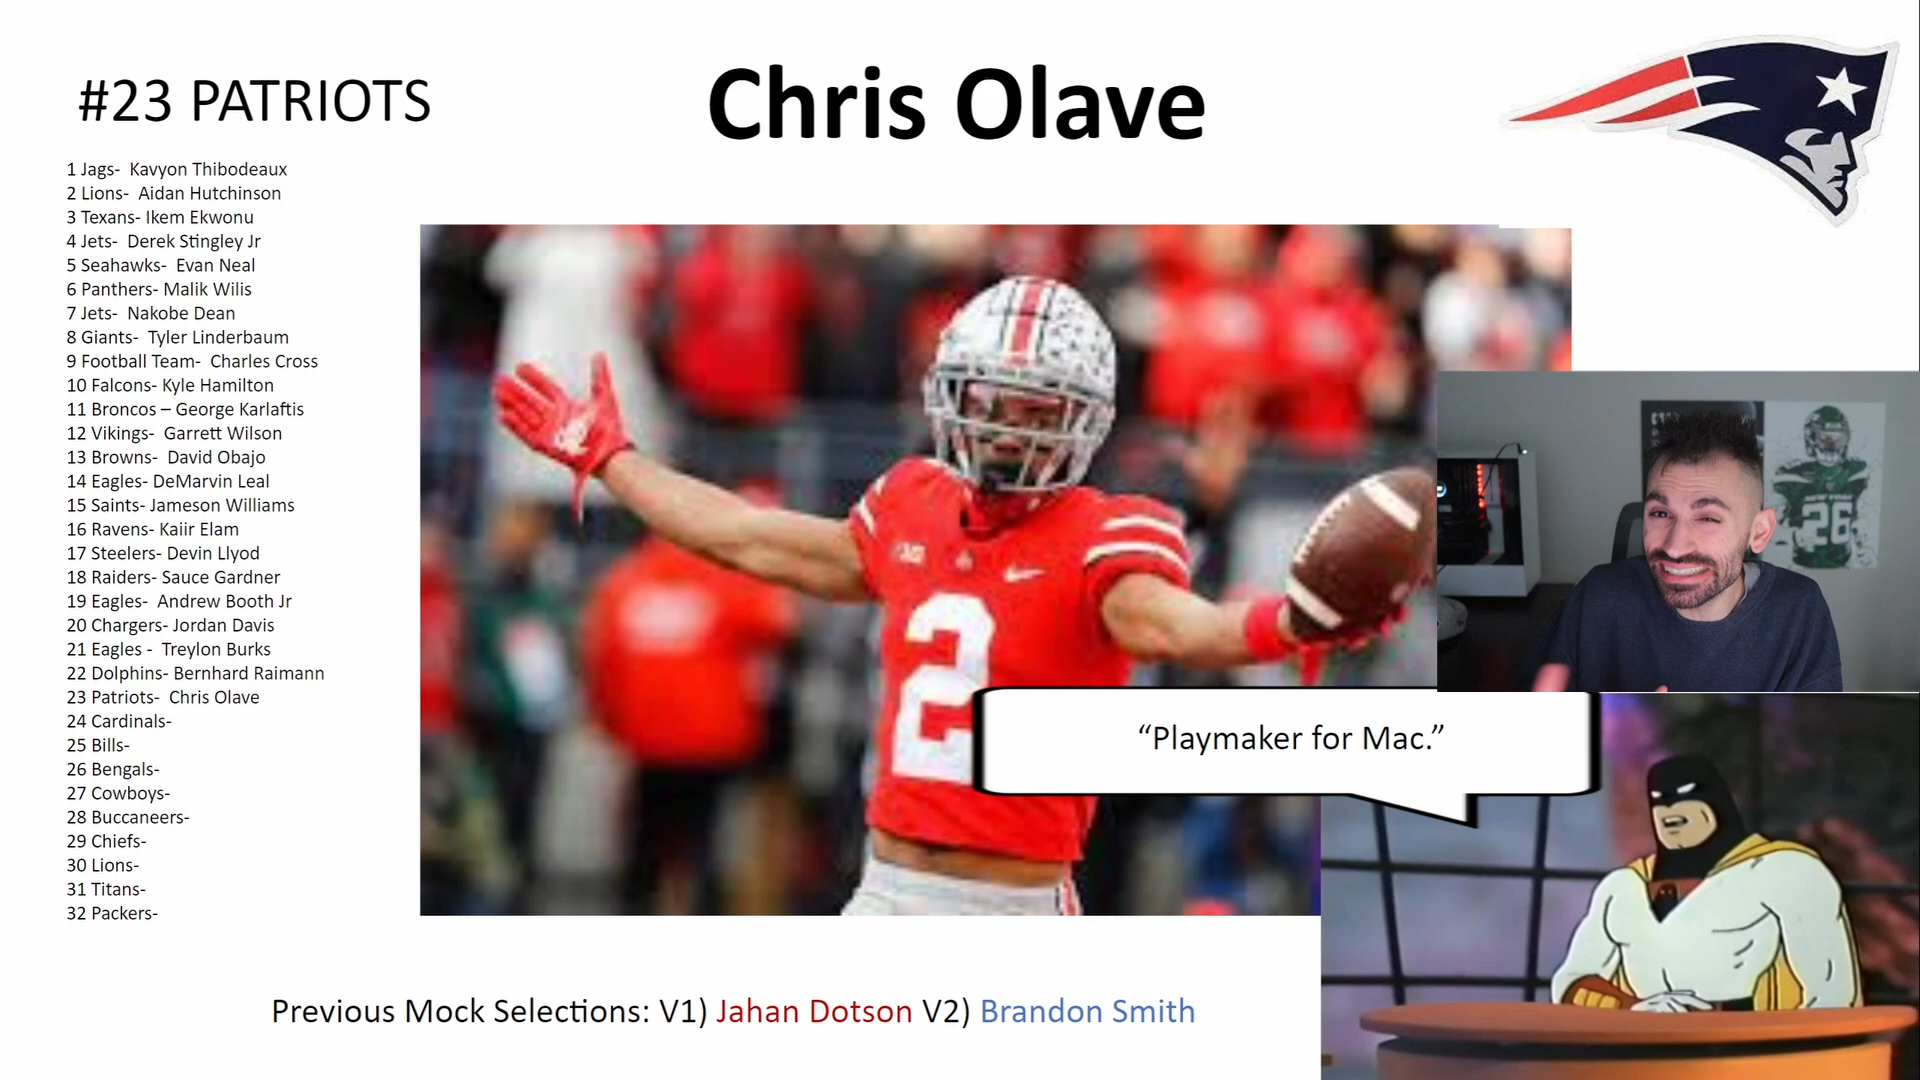 #23 PATRIOTS
Chris Olave
1 Jags-  Kavyon Thibodeaux
2 Lions-  Aidan Hutchinson
3 Texans- Ikem Ekwonu
4 Jets-  Derek Stingley Jr
5 Seahawks-  Evan Neal
6 Panthers- Malik Wilis
7 Jets-  Nakobe Dean
8 Giants-  Tyler Linderbaum
9 Football Team-  Charles Cross
10 Falcons- Kyle Hamilton
11 Broncos – George Karlaftis
12 Vikings-  Garrett Wilson
13 Browns-  David Obajo
14 Eagles- DeMarvin Leal
15 Saints- Jameson Williams
16 Ravens- Kaiir Elam
17 Steelers- Devin Llyod
18 Raiders- Sauce Gardner
19 Eagles-  Andrew Booth Jr
20 Chargers- Jordan Davis
21 Eagles -  Treylon Burks
22 Dolphins- Bernhard Raimann
23 Patriots-  Chris Olave
24 Cardinals-
25 Bills-
26 Bengals-
27 Cowboys-
28 Buccaneers-
29 Chiefs-
30 Lions-
31 Titans-
32 Packers-
2
NEW YORK
26
“Playmaker for Mac.”
Previous Mock Selections: V1) Jahan Dotson V2) Brandon Smith